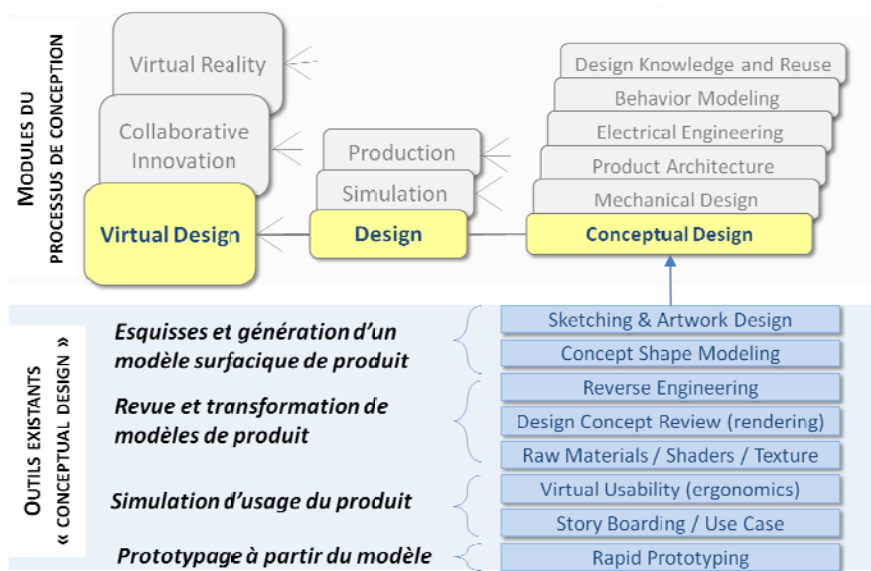 MODULES DU
PROCESSUS DE CONCEPTION
Virtual Reality
Collaborative
Innovation
Virtual Design
Production
Simulation
Design
Design Knowledge and Reuse
Behavior Modeling
Electrical Engineering
Product Architecture
Mechanical Design
Conceptual Design
OUTILS EXISTANTS
« CONCEPTUAL DESIGN »
Esquisses et génération d'un
modèle surfacique de produit
Revue et transformation de
modèles de produit
Simulation d'usage du produit
Prototypage à partir du modèle
Sketching & Artwork Design
Concept Shape Modeling
Reverse Engineering
Design Concept Review (rendering)
Raw Materials / Shaders / Texture
Virtual Usability (ergonomics)
Story Boarding / Use Case
Rapid Prototyping